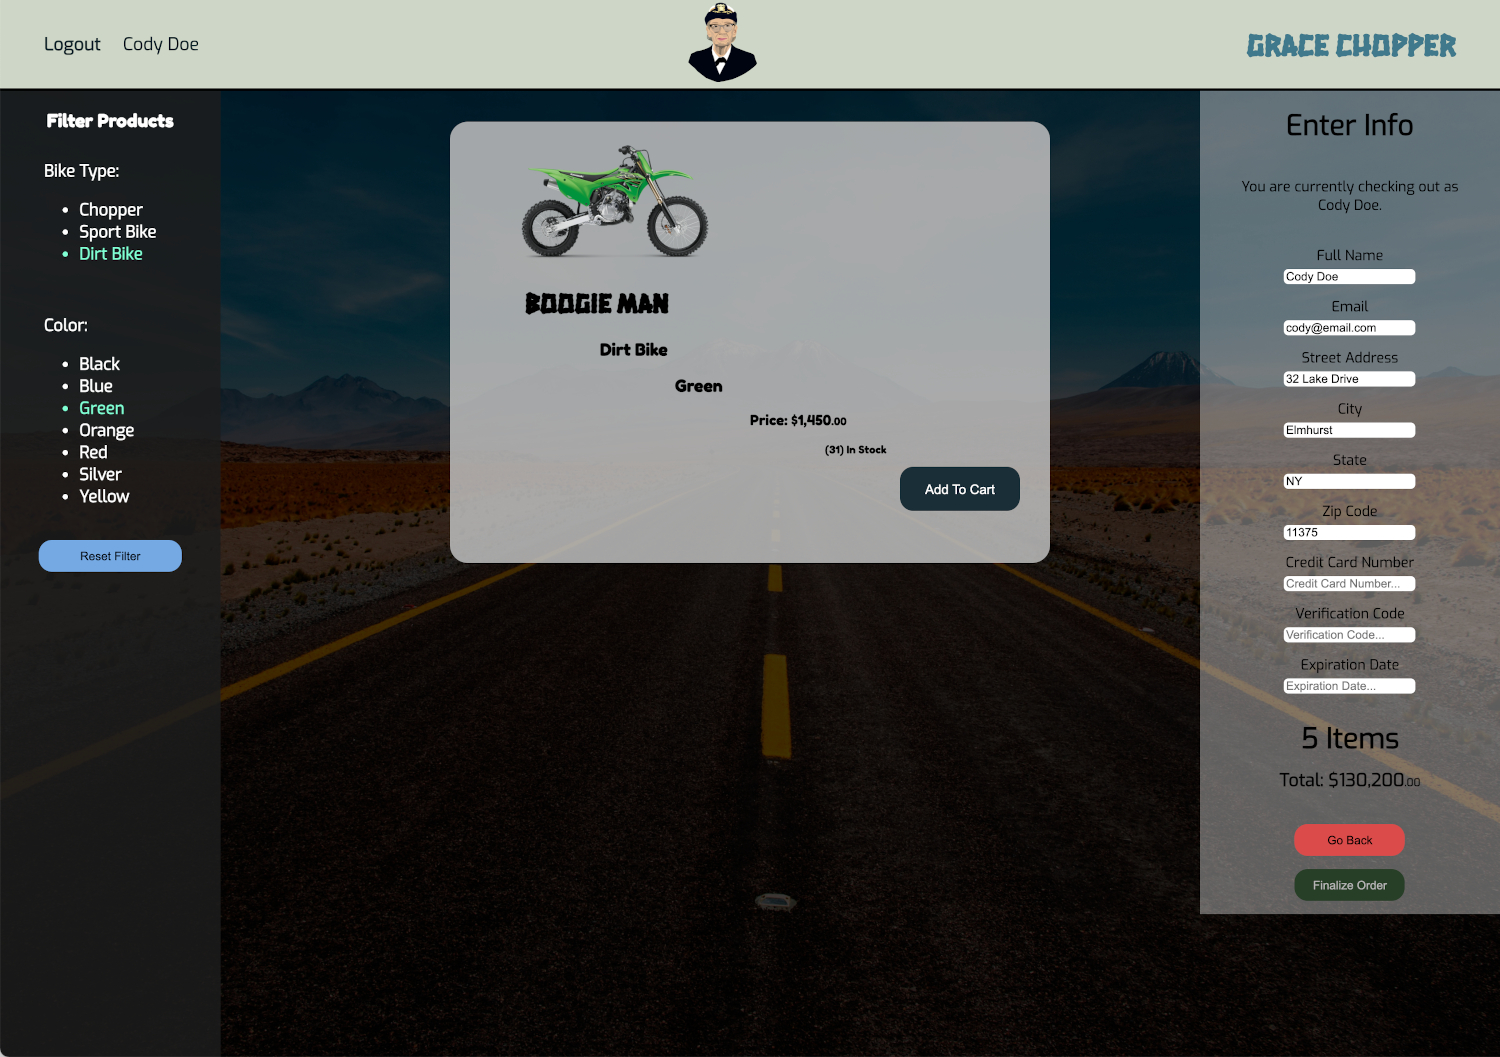 Logout Cody Doe
GRACE CHOPPER
Filter Products
Bike Type:
Chopper
Sport Bike
Dirt Bike
Color:
Black
Blue
Green
Orange
Red
Silver
Yellow
Reset Filter
BOOGIE MAN
Dirt Bike
Green
Price: $1,450.00
(31) In Stock
Add To Cart
Enter Info
You are currently checking out as
Cody Doe.
Full Name
Cody Doe
Email
cody@email.com
Street Address
32 Lake Drive
City
Elmhurst
State
NY
Zip Code
11375
Credit Card Number
Credit Card Number...
Verification Code
Verification Code...
Expiration Date
Expiration Date...
5 Items
Total: $130,200.00
Go Back
Finalize Order